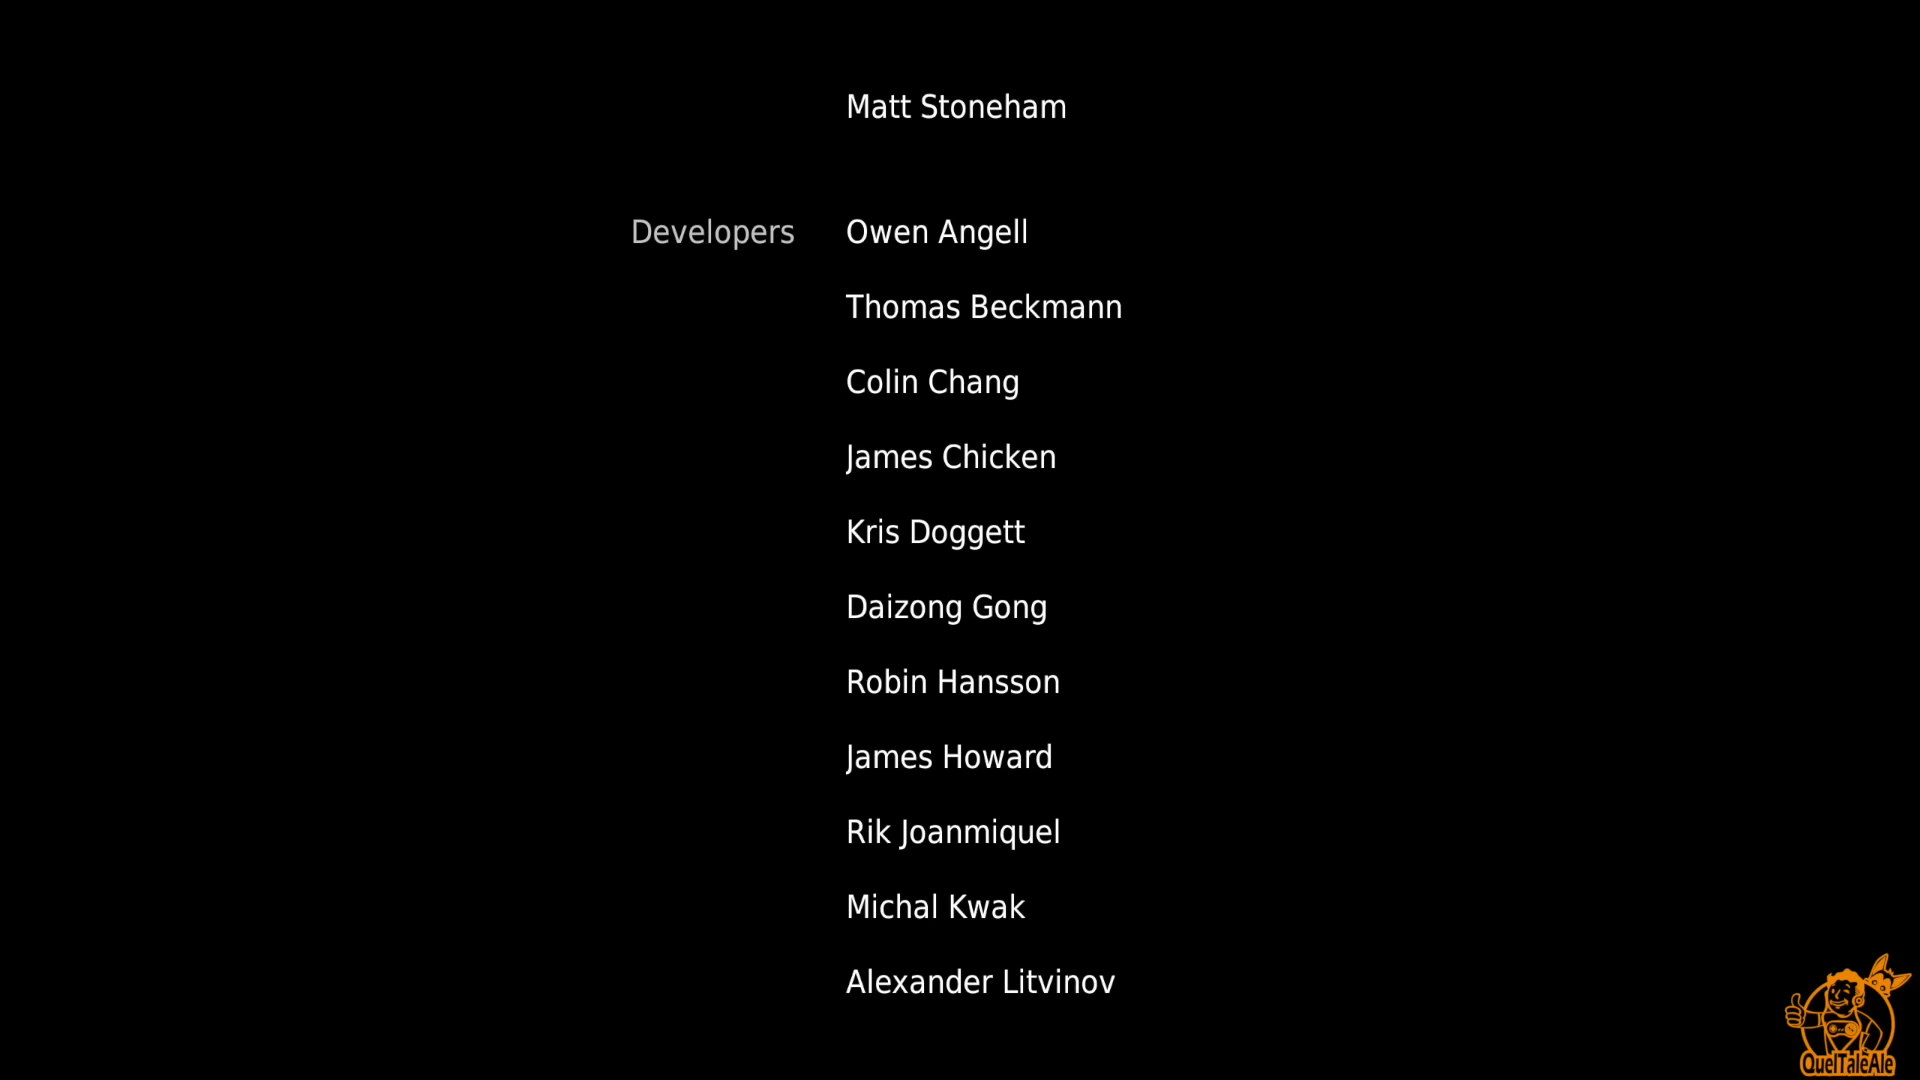 Matt Stoneham
Developers Owen Angell
Thomas Beckmann
Colin Chang
James Chicken
Kris Doggett
Daizong Gong
Robin Hansson
James Howard
Rik Joanmiquel
Michal Kwak
Alexander Litvinov
QuelTaleAle